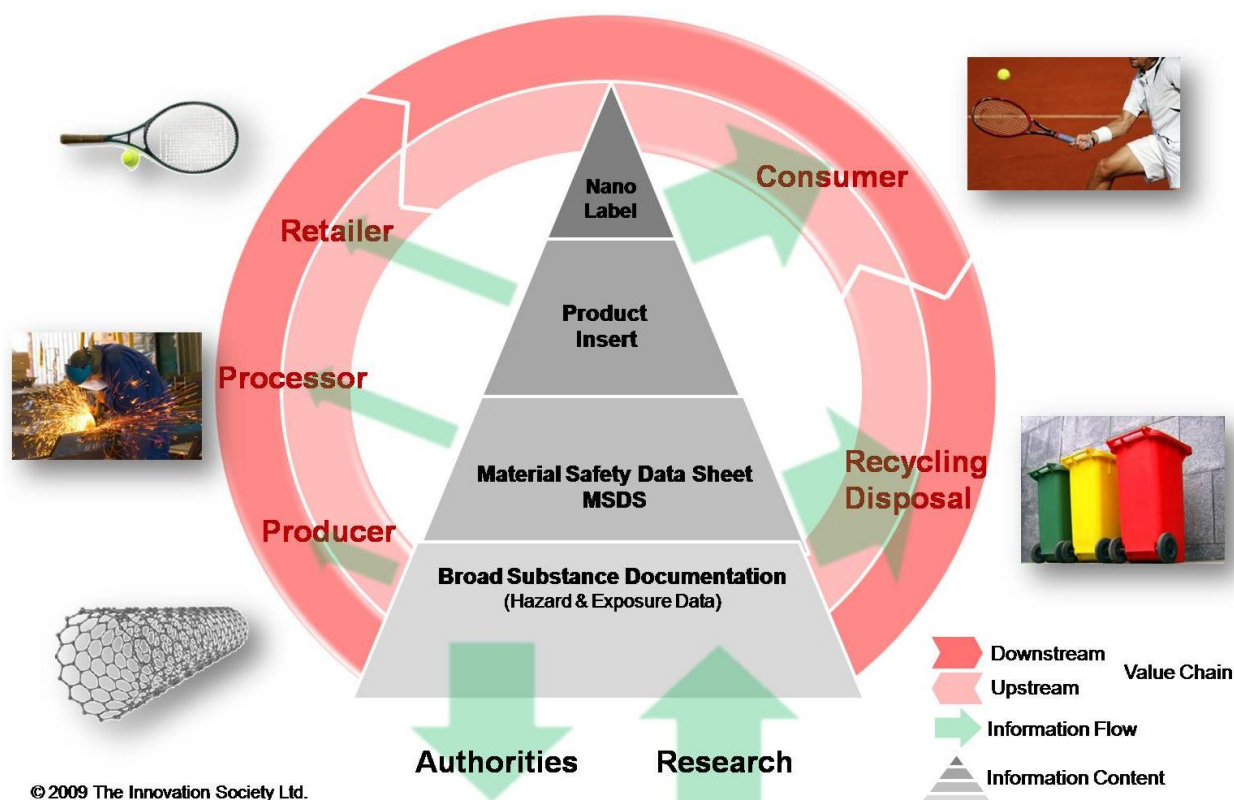 Nano
Label
Consumer
Retailer
Product
Insert
Processor
Material Safety Data Sheet
MSDS
Recycling
Disposal
Producer
Broad Substance Documentation
(Hazard & Exposure Data)
Authorities
Research
Downstream
Upstream
Value Chain
Information Flow
Information Content
© 2009 The Innovation Society Ltd.